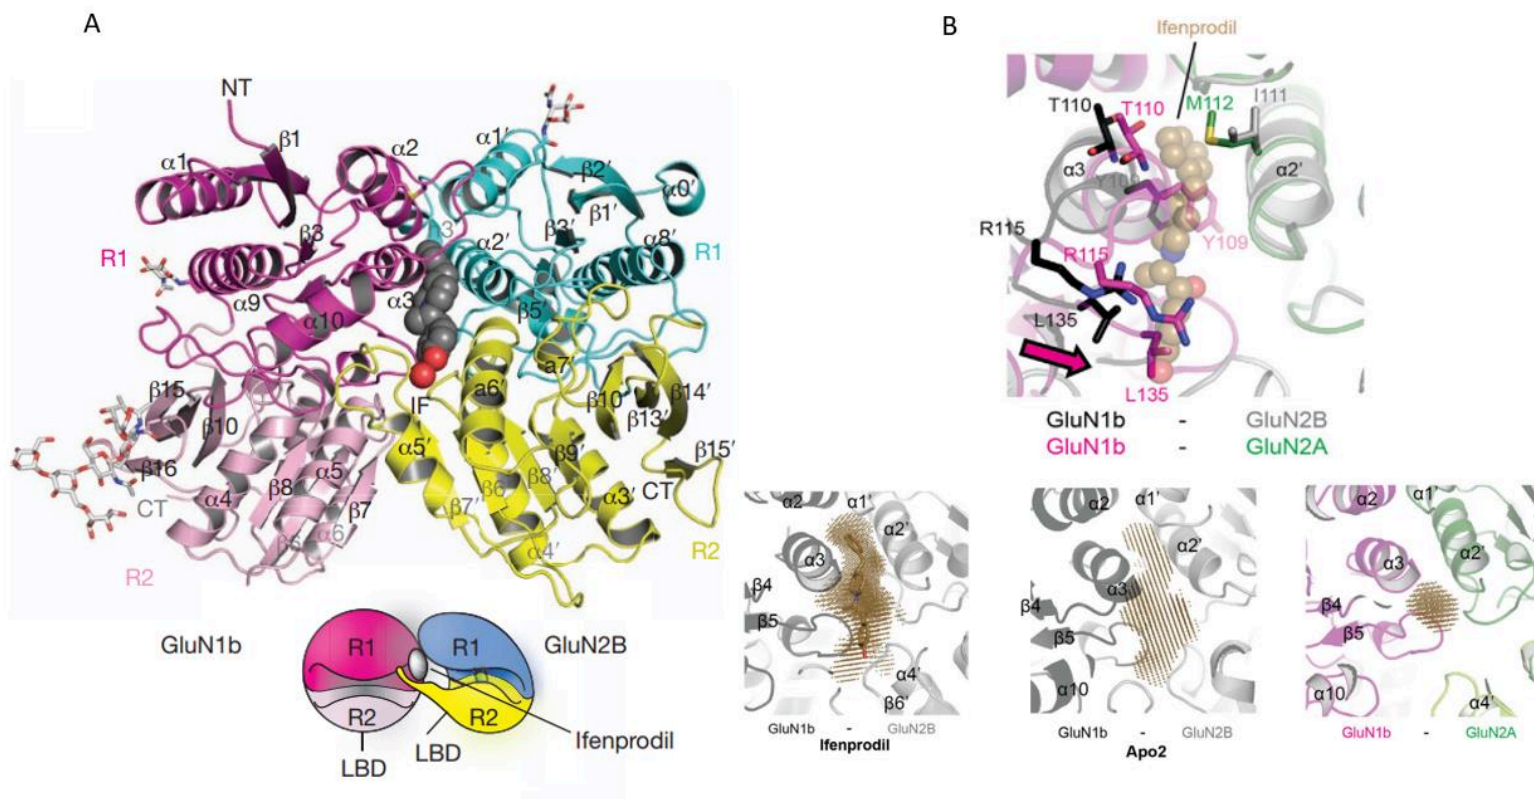 A
NT
β1
α1
α2
α1′
β2′
α0′
β1′
β3′
β3
α2′
α8′
R1
R1
α9
α3
α10
β5′
a7′
a6′
IF
β15
β10
β10
β14′
β13′
β16
α5′
α5
β9′
β15′
CT
CT
α4
β8
β7
β7′
β6
β8′
α3′
α6
α4′
R2
R2
GluN1b
GluN2B
R1
R1
R2
R2
LBD
LBD
Ifenprodil
B
Ifenprodil
T110
T110
M112
I111
α3
α2′
R115
R115
Y109
L135
L135
GluN1b - GluN2B
GluN1b - GluN2A
α2
α1′
α2′
α3
β4
β5
α4′
β6′
GluN1b - GluN2B
Ifenprodil
α2
α1′
α2′
α3
β4
β5
α10
α4′
GluN1b - GluN2B
Apo2
α2
α1′
α3
α2′
β4
β5
α10
α4′
GluN1b - GluN2A